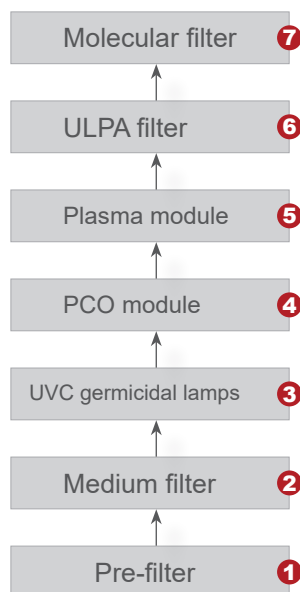 Molecular filter 7
ULPA filter 6
Plasma module 5
PCO module 4
UVC germicidal lamps 3
Medium filter 2
Pre-filter 1